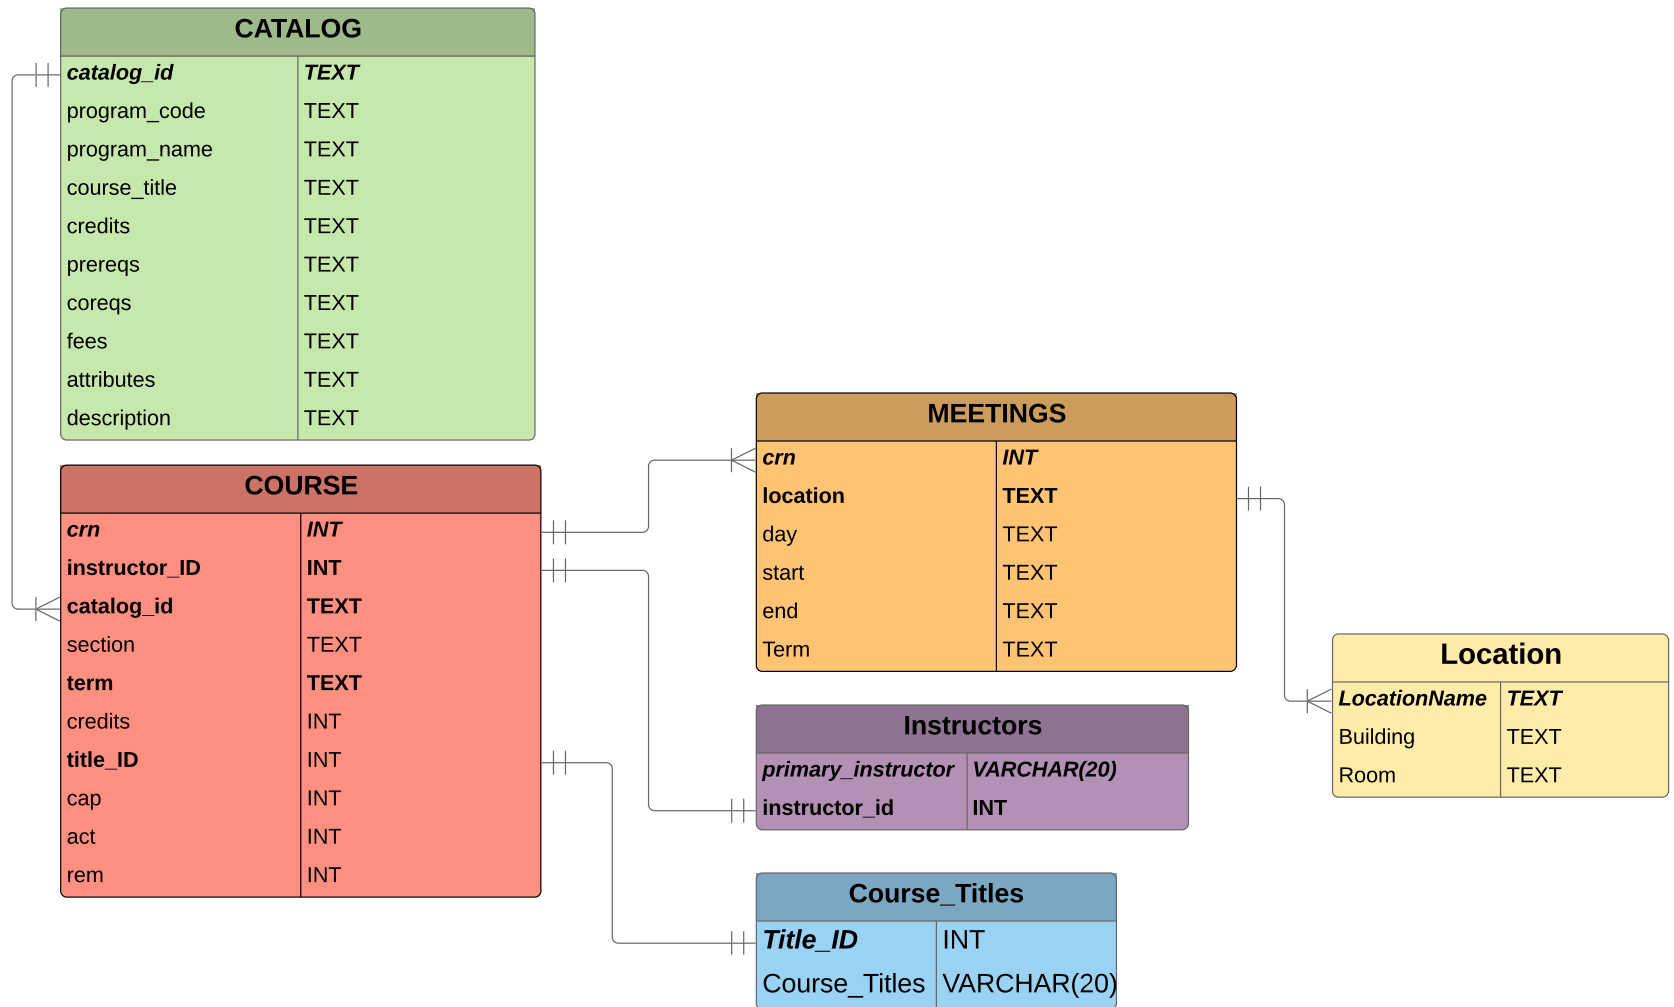 CATALOG
catalog_id TEXT
program_code TEXT
program_name TEXT
course_title TEXT
credits TEXT
prereqs TEXT
coreqs TEXT
fees TEXT
attributes TEXT
description TEXT
COURSE
crn INT
instructor_ID INT
catalog_id TEXT
section TEXT
term TEXT
credits INT
title_ID INT
cap INT
act INT
rem INT
MEETINGS
crn INT
location TEXT
day TEXT
start TEXT
end TEXT
Term TEXT
Instructors
primary_instructor VARCHAR(20)
instructor_id INT
Course_Titles
Title_ID INT
Course_Titles VARCHAR(20)
Location
LocationName TEXT
Building TEXT
Room TEXT